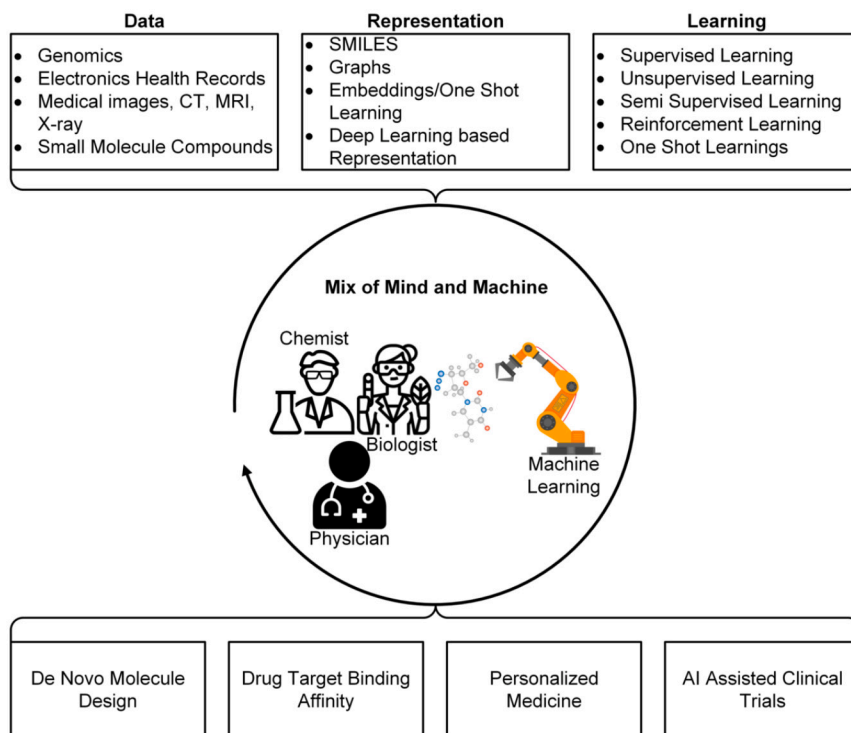 Data
• Genomics
• Electronics Health Records
• Medical images, CT, MRI,
X-ray
• Small Molecule Compounds
Representation
• SMILES
• Graphs
• Embeddings/One Shot
Learning
• Deep Learning based
Representation
Learning
• Supervised Learning
• Unsupervised Learning
• Semi Supervised Learning
• Reinforcement Learning
• One Shot Learnings
Mix of Mind and Machine
Chemist
Biologist
Physician
Machine
Learning
De Novo Molecule
Design
Drug Target Binding
Affinity
Personalized
Medicine
AI Assisted Clinical
Trials